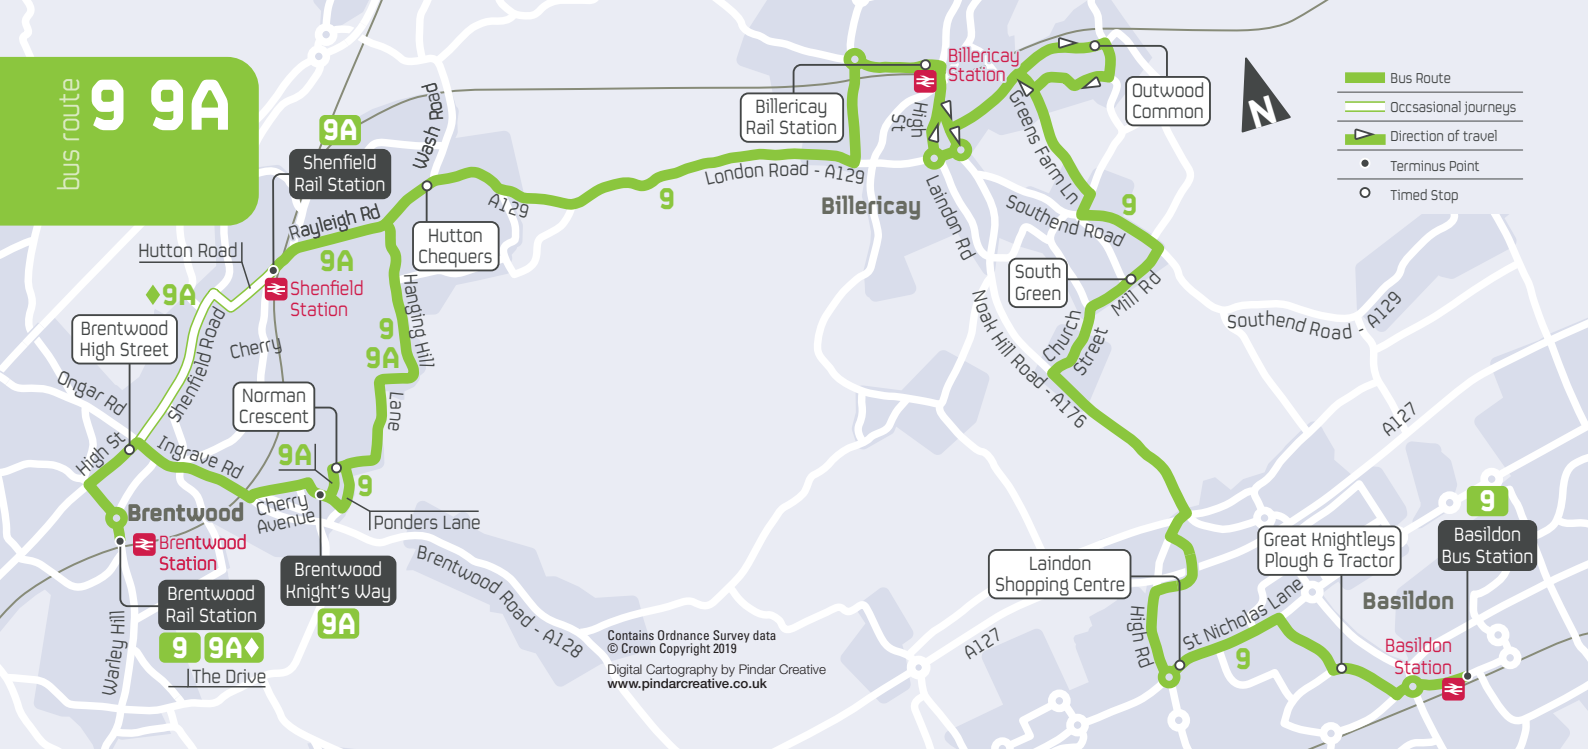 bus route
9 9A
9A
Shenfield
Rail Station
Wash Road
Hutton Road
Rayleigh Rd
9A
Hutton
Chequers
A129
9
London Road - A129
Billericay
Rail Station
Billericay
Station
High
St
Billericay
Laindon Rd
Greens Farm Ln
Outwood
Common
9
Southend Road
South
Green
Mill Rd
Church
Street
Noak Hill Road - A176
Southend Road - A129
A127
N
Bus Route
Occsasional journeys
Direction of travel
Terminus Point
Timed Stop
♦9A
Shenfield
Station
Shenfield Road
Cherry
Brentwood
High Street
Ongar Rd
Hanging Hill
Lane
9
9A
Norman
Crescent
High St
Ingrave Rd
9A
9
Cherry
Avenue
Ponders Lane
Brentwood
Brentwood
Station
Brentwood
Rail Station
9 9A♦
The Drive
Warley Hill
Brentwood
Knight's Way
9A
Brentwood Road - A128
Contains Ordnance Survey data
© Crown Copyright 2019
Digital Cartography by Pindar Creative
www.pindarcreative.co.uk
A127
Laindon
Shopping Centre
High Rd
St Nicholas Lane
9
Great Knightleys
Plough & Tractor
9
Basildon
Bus Station
Basildon
Basildon
Station